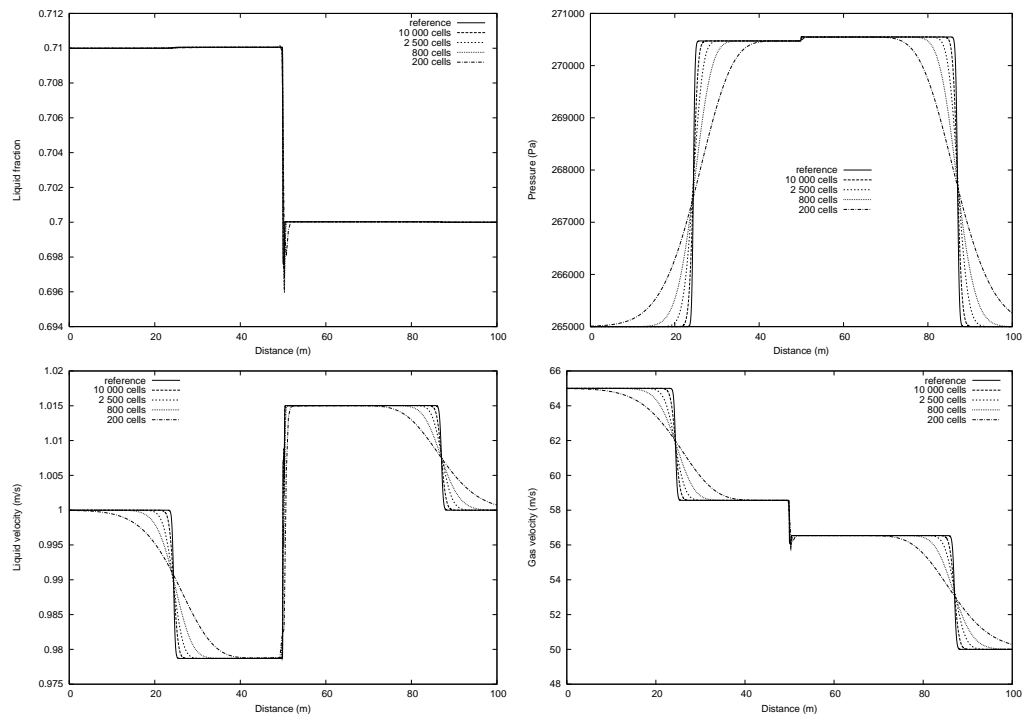 0.712
0.71
0.708
0.706
0.704
0.702
0.7
0.698
0.696
0.694
0
20
40
60
80
100
Liquid fraction
Distance (m)
reference
10 000 cells
2 500 cells
800 cells
200 cells
271000
270000
269000
268000
267000
266000
265000
0
20
40
60
80
100
Pressure (Pa)
Distance (m)
reference
10 000 cells
2 500 cells
800 cells
200 cells
1.02
1.015
1.01
1.005
1
0.995
0.99
0.985
0.98
0.975
0
20
40
60
80
100
Liquid velocity (m/s)
Distance (m)
reference
10 000 cells
2 500 cells
800 cells
200 cells
66
64
62
60
58
56
54
52
50
48
0
20
40
60
80
100
Gas velocity (m/s)
Distance (m)
reference
10 000 cells
2 500 cells
800 cells
200 cells